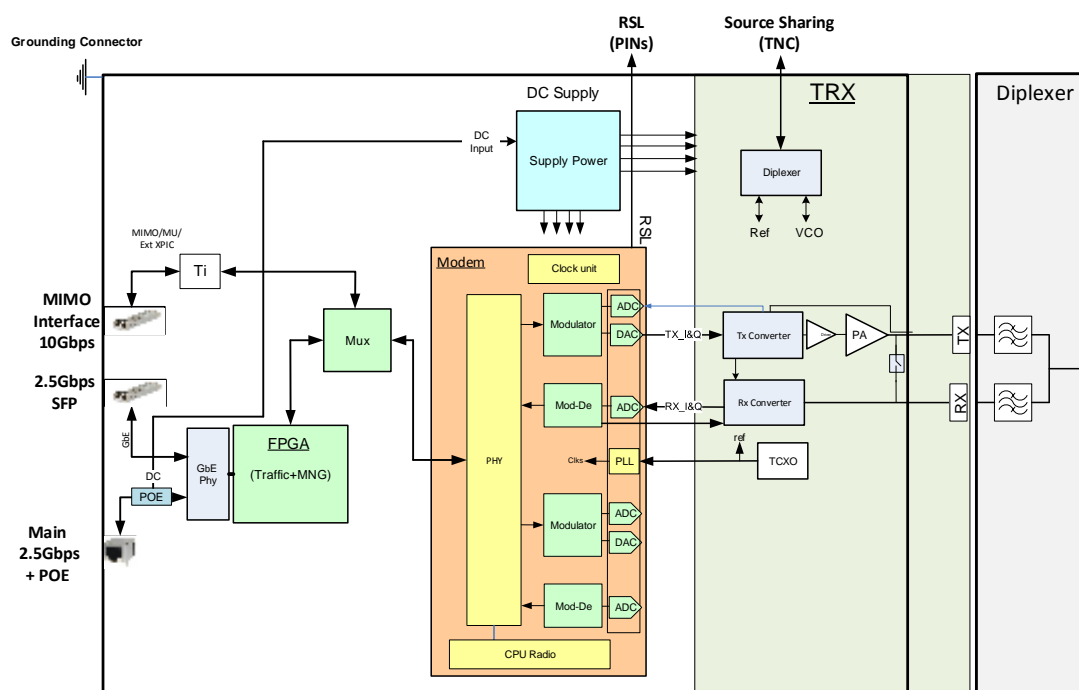 RSL
(PINs)
Source Sharing
(TNC)
Grounding Connector
DC Supply
TRX
Diplexer
DC
Input
Supply Power
Diplexer
RSL
Ref
VCO
MIMO/MU/
Ext XPIC
Ti
Modem
Clock unit
MIMO
Interface
10Gbps
Mux
Modulator
ADC
DAC
TX_I&Q
Tx Converter
PA
TX
2.5Gbps
SFP
GbE
Mod-De
ADC
RX_I&Q
Rx Converter
RX
FPGA
(Traffic+MNG)
GbE
Phy
DC
POE
PHY
Clks
PLL
ref
TCXO
Main
2.5Gbps
+ POE
Modulator
ADC
DAC
Mod-De
ADC
CPU Radio